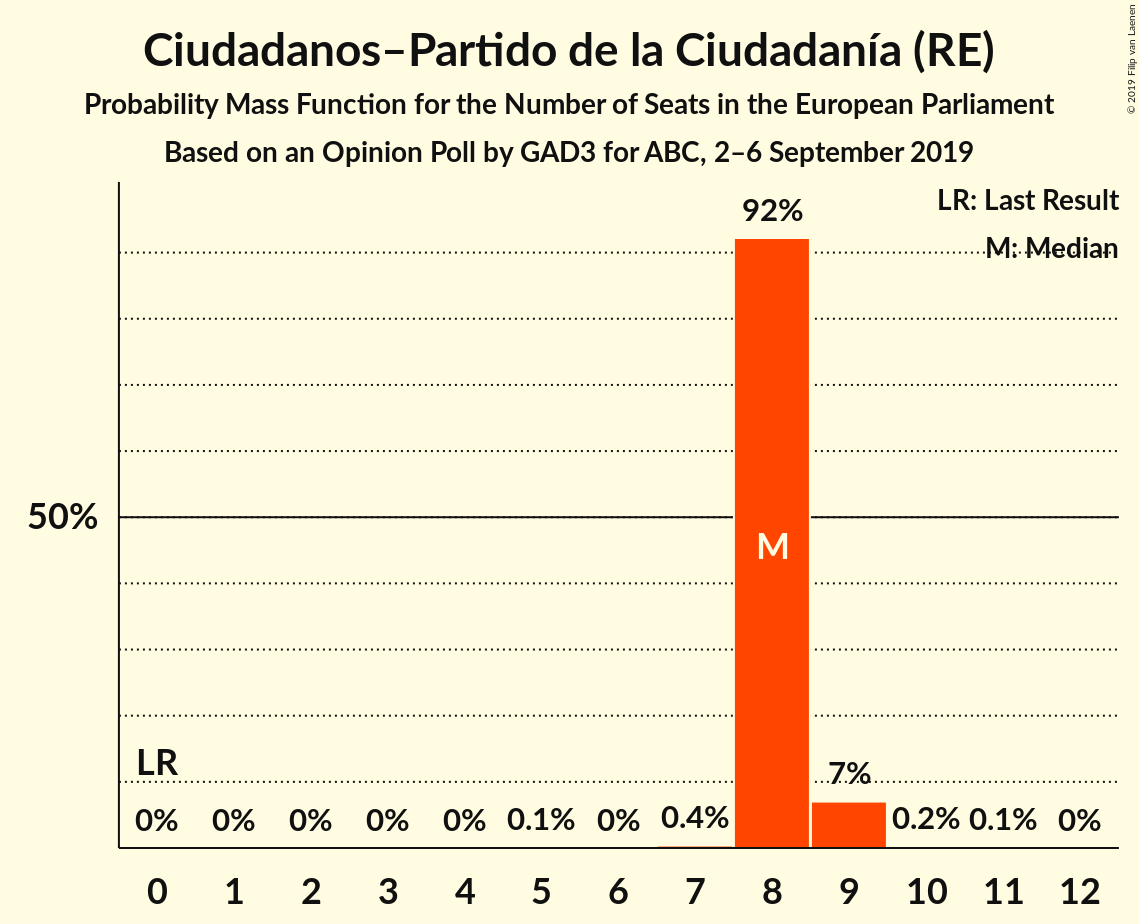 Ciudadanos–Partido de la Ciudadanía (RE)
Probability Mass Function for the Number of Seats in the European Parliament
Based on an Opinion Poll by GAD3 for ABC, 2–6 September 2019
© 2019 Filip van Laenen
LR: Last Result
M: Median
92%
50%
M
LR
7%
0% 0% 0% 0% 0% 0.1% 0% 0.4% 0.2% 0.1% 0%
0 1 2 3 4 5 6 7 8 9 10 11 12